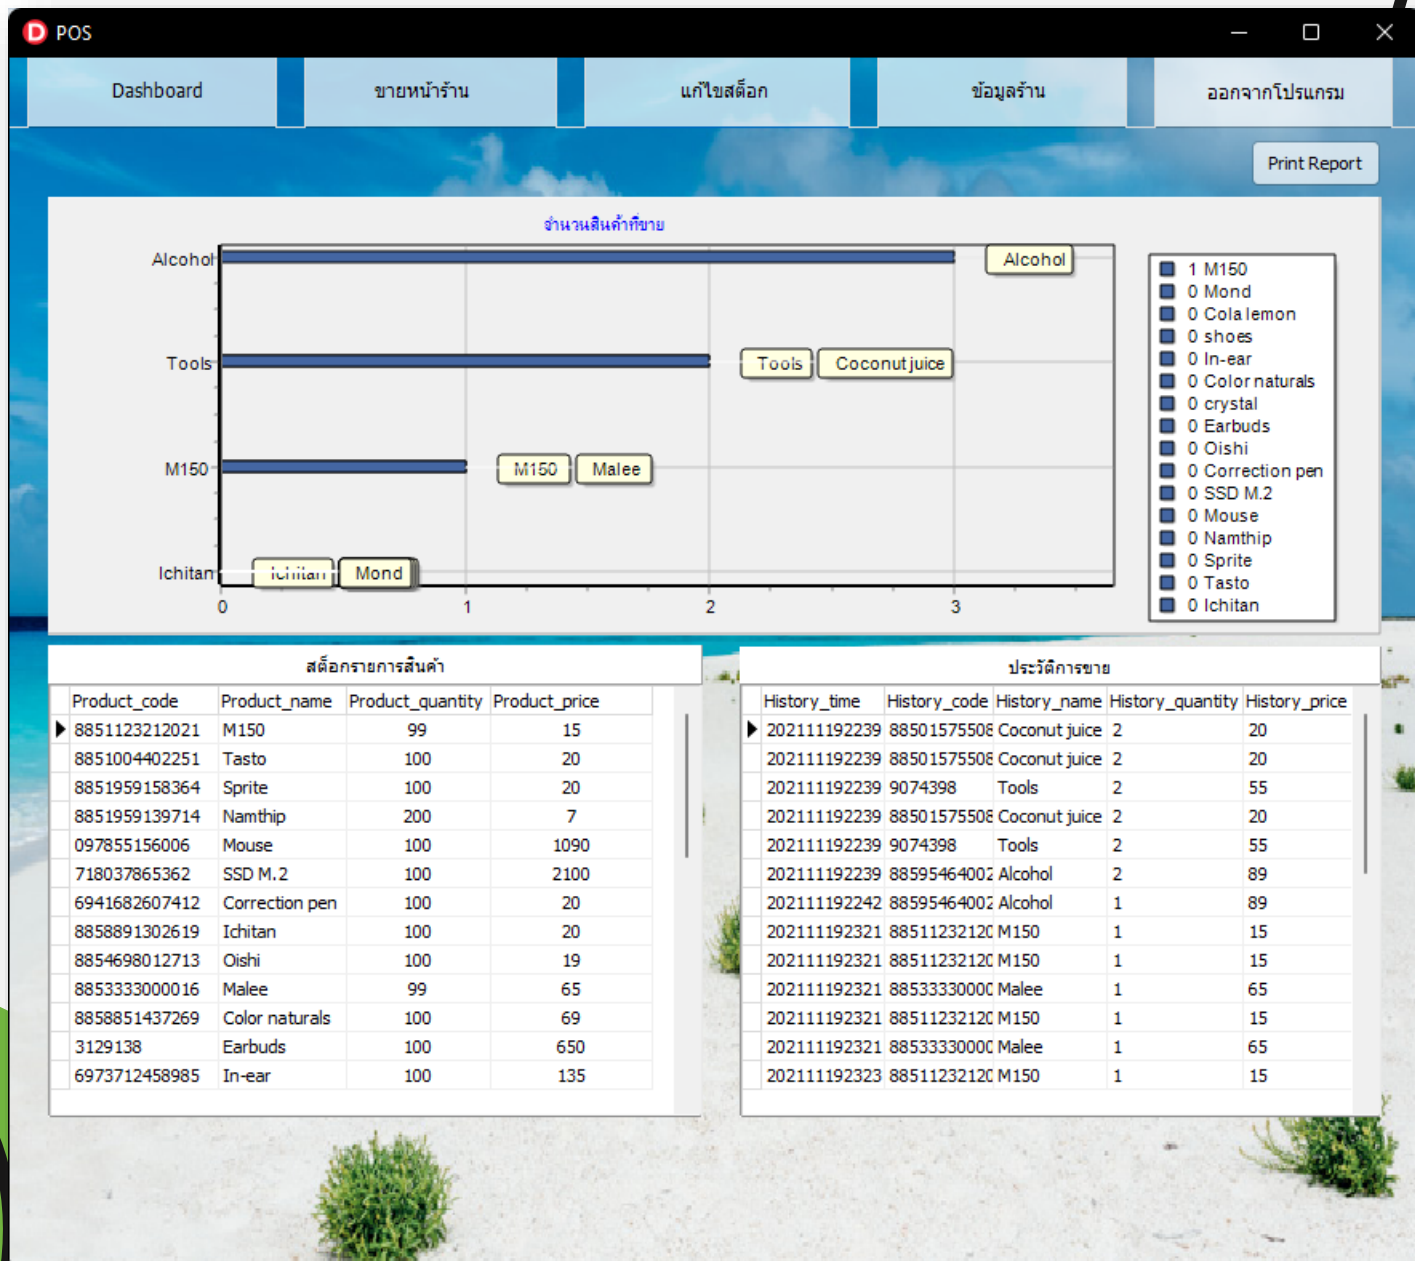 POS
Dashboard ขายหน้าร้าน แก้ไขสต็อก ข้อมูลร้าน ออกจากโปรแกรม
Print Report
จำนวนสินค้าที่ขาย
Alcohol Alcohol
Tools Tools Coconut juice
M150 M150 Malee
Ichitan Ichitan Mond
0 1 2 3
1 M150
0 Mond
0 Cola lemon
0 shoes
0 In-ear
0 Color naturals
0 crystal
0 Earbuds
0 Oishi
0 Correction pen
0 SSD M.2
0 Mouse
0 Namthip
0 Sprite
0 Tasto
0 Ichitan
สต็อกรายการสินค้า
Product_code Product_name Product_quantity Product_price
8851123212021 M150 99 15
8851004402251 Tasto 100 20
8851959158364 Sprite 100 20
8851959139714 Namthip 200 7
097855156006 Mouse 100 1090
718037865362 SSD M.2 100 2100
6941682607412 Correction pen 100 20
8858891302619 Ichitan 100 20
8854698012713 Oishi 100 19
8853333000016 Malee 99 65
8858851437269 Color naturals 100 69
3129138 Earbuds 100 650
6973712458985 In-ear 100 135
ประวัติการขาย
History_time History_code History_name History_quantity History_price
202111192239 88501575508 Coconut juice 2 20
202111192239 88501575508 Coconut juice 2 20
202111192239 9074398 Tools 2 55
202111192239 88501575508 Coconut juice 2 20
202111192239 9074398 Tools 2 55
202111192239 88595464002 Alcohol 2 89
202111192242 88595464002 Alcohol 1 89
202111192321 88511232120 M150 1 15
202111192321 88511232120 M150 1 15
202111192321 88533330000 Malee 1 65
202111192321 88511232120 M150 1 15
202111192321 88533330000 Malee 1 65
202111192323 88511232120 M150 1 15